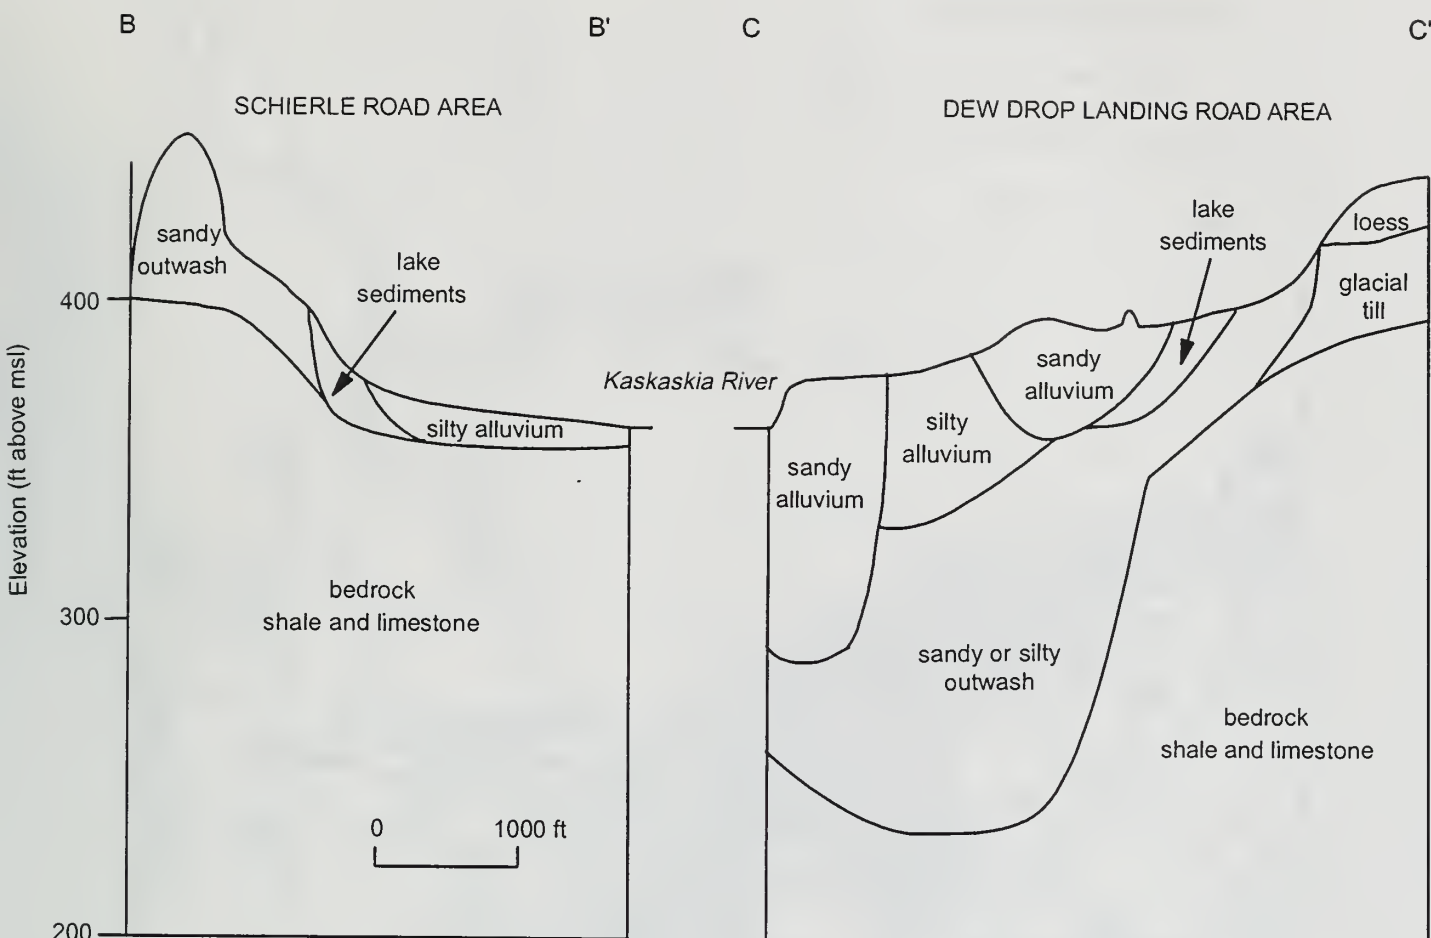 B
B'
C
C'
SCHIERLE ROAD AREA
DEW DROP LANDING ROAD AREA
sandy
outwash
lake
sediments
silty alluvium
bedrock
shale and limestone
0
1000 ft
400
300
200
Elevation (ft above msl)
Kaskaskia River
sandy
alluvium
silty
alluvium
sandy
alluvium
lake
sediments
loess
glacial
till
sandy or silty
outwash
bedrock
shale and limestone